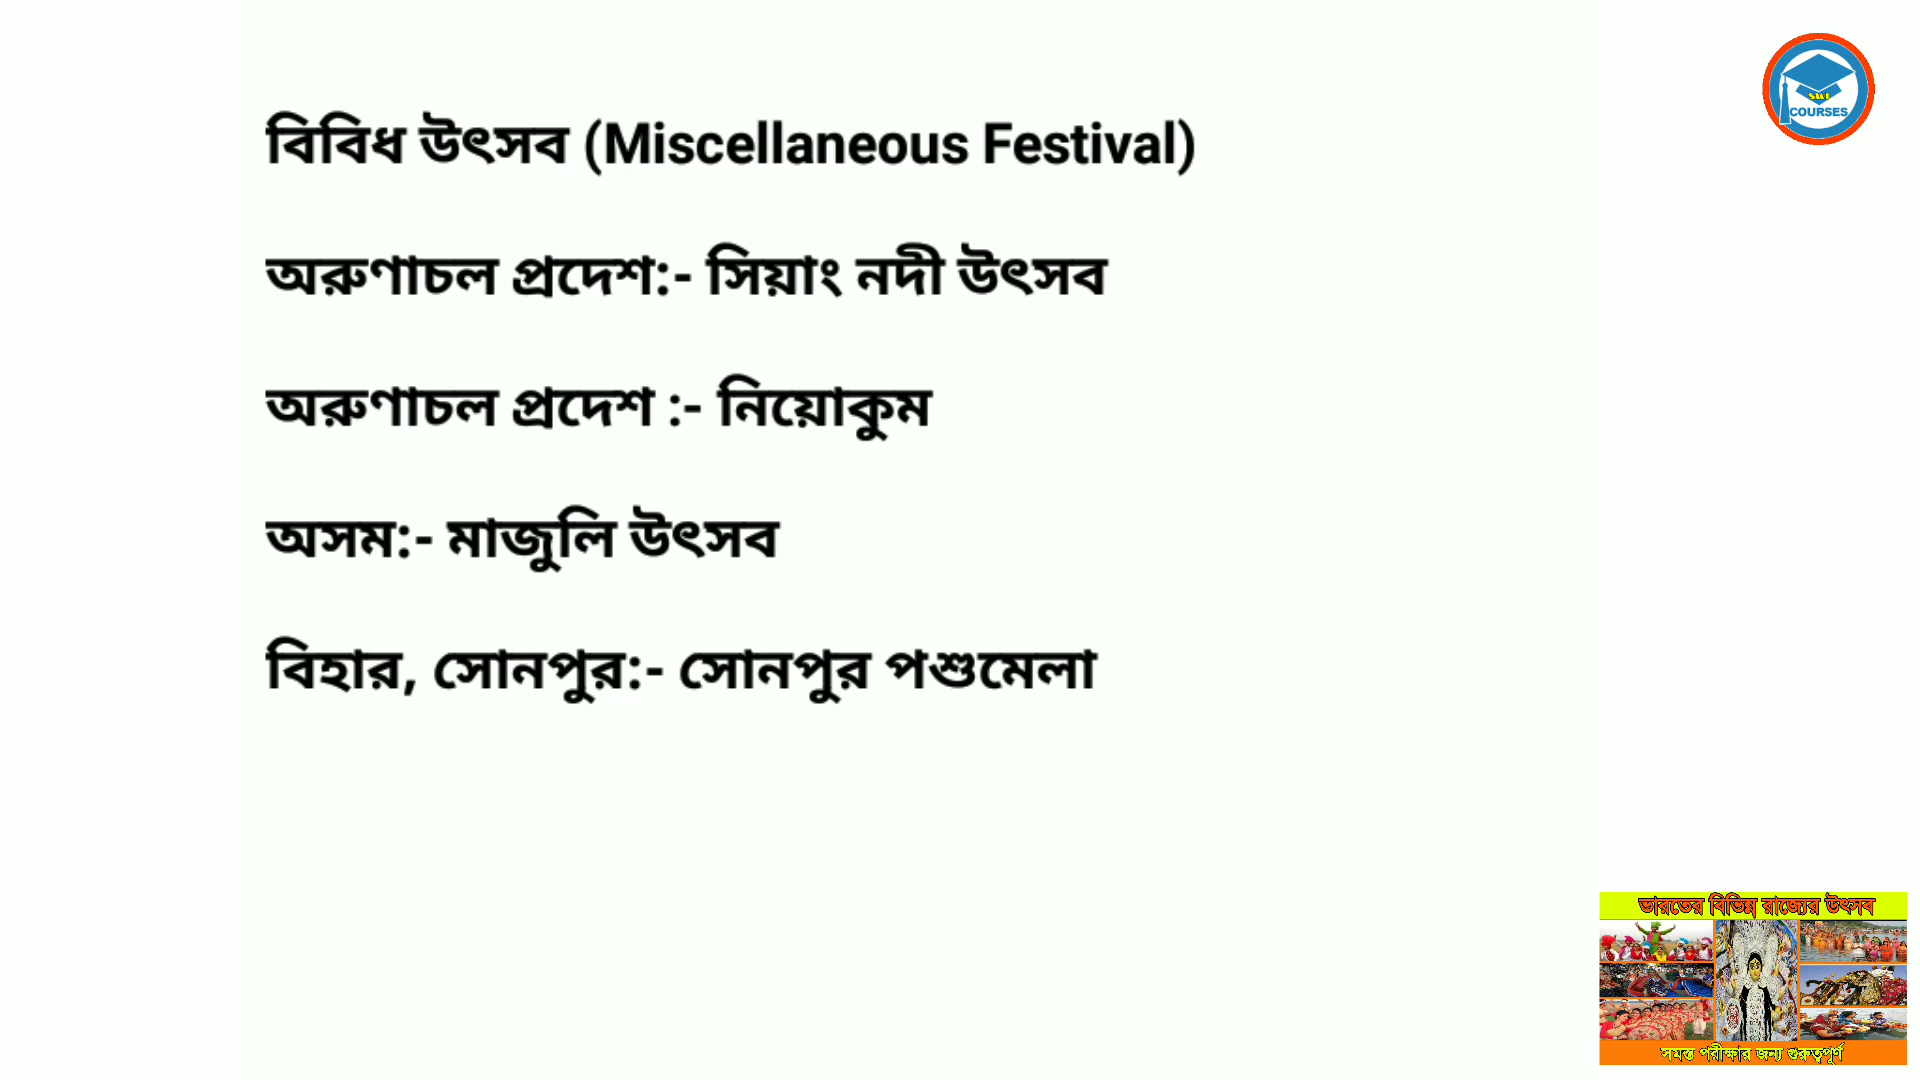 বিবিধ উৎসব (Miscellaneous Festival)
অরুণাচল প্রদেশ:- সিয়াং নদী উৎসব
অরুণাচল প্রদেশ :- নিয়োকুম
অসম:- মাজুলি উৎসব
বিহার, সোনপুর:- সোনপুর পশুমেলা
SWL
COURSES
ভারতের বিভিন্ন রাজ্যের উৎসব
সমস্ত পরীক্ষার জন্য গুরুত্বপূর্ণ